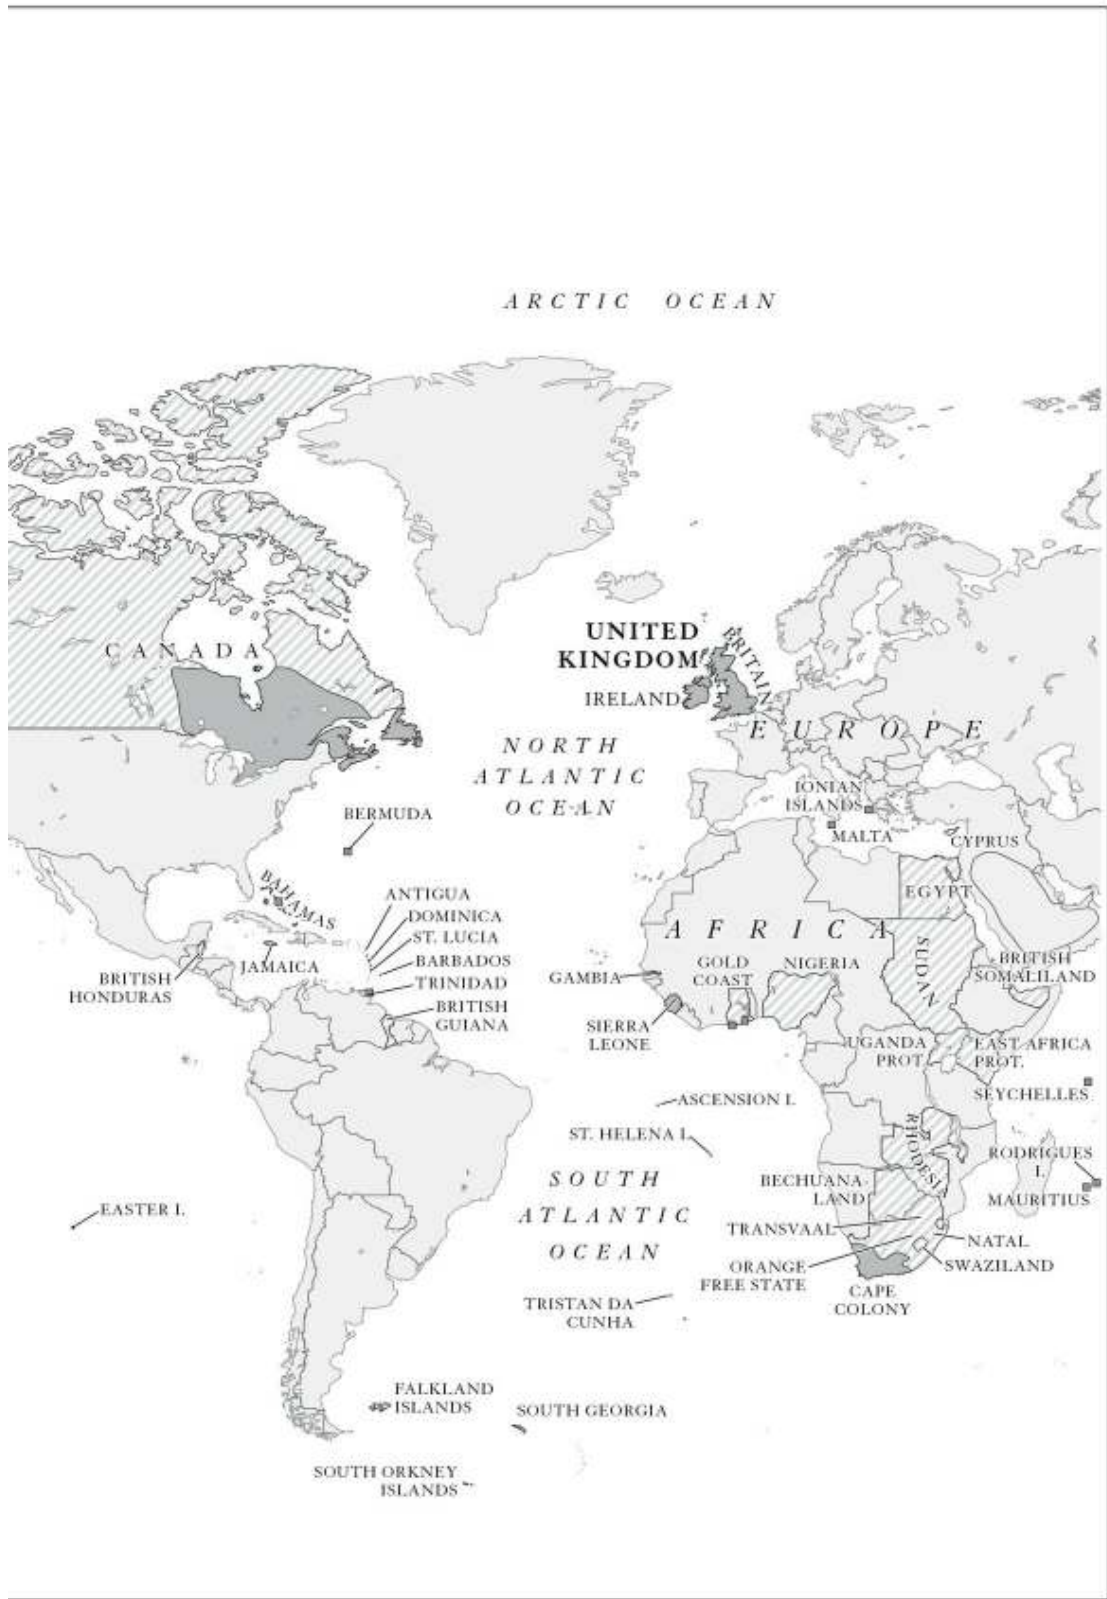 ARCTIC OCEAN
CANADA
UNITED
KINGDOM
BRITAIN
IRELAND
EUROPE
NORTH
ATLANTIC
OCEAN
IONIAN
ISLANDS
BERMUDA
MALTA
CYPRUS
BAHAMAS
ANTIGUA
DOMINICA
ST. LUCIA
BARBADOS
TRINIDAD
BRITISH
GUIANA
JAMAICA
BRITISH
HONDURAS
EGYPT
AFRICA
SUDAN
GOLD
COAST
NIGERIA
BRITISH
SOMALILAND
GAMBIA
SIERRA
LEONE
UGANDA
PROT.
EAST AFRICA
PROT.
SEYCHELLES
ASCENSION I.
ST. HELENA I.
RHODESIA
RODRIGUES
I.
MAURITIUS
SOUTH
ATLANTIC
OCEAN
BECHUANA-
LAND
EASTER I.
TRANSVAAL
NATAL
SWAZILAND
ORANGE
FREE STATE
CAPE
COLONY
TRISTAN DA
CUNHA
FALKLAND
ISLANDS
SOUTH GEORGIA
SOUTH ORKNEY
ISLANDS